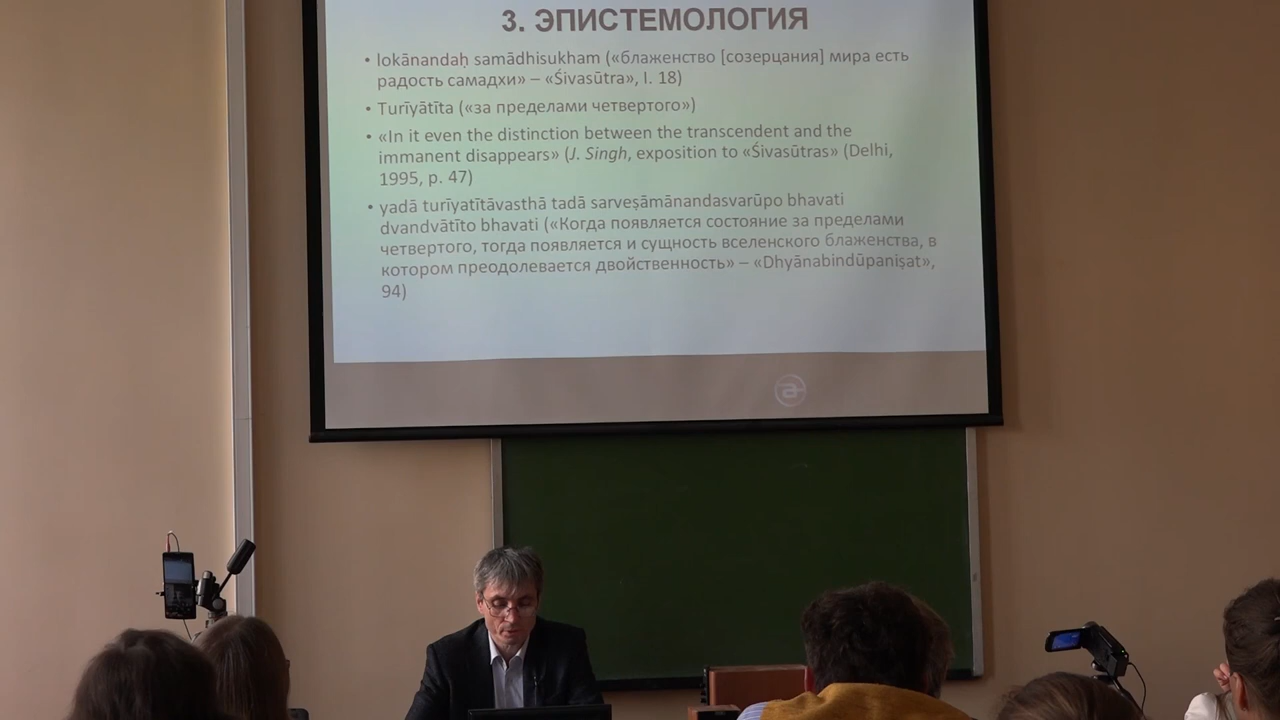 3. ЭПИСТЕМОЛОГИЯ
• lokānandaḥ samādhisukham («блаженство [созерцания] мира есть
радость самадхи» – «Śivasūtra», I. 18)
• Turīyātīta («за пределами четвертого»)
• «In it even the distinction between the transcendent and the
immanent disappears» (J. Singh, exposition to «Śivasūtras» (Delhi,
1995, p. 47)
• yadā turīyatītāvasthā tadā sarveṣāmānandasvarūpo bhavati
dvandvātīto bhavati («Когда появляется состояние за пределами
четвертого, тогда появляется и сущность вселенского блаженства, в
котором преодолевается двойственность» – «Dhyānabindūpaniṣat»,
94)